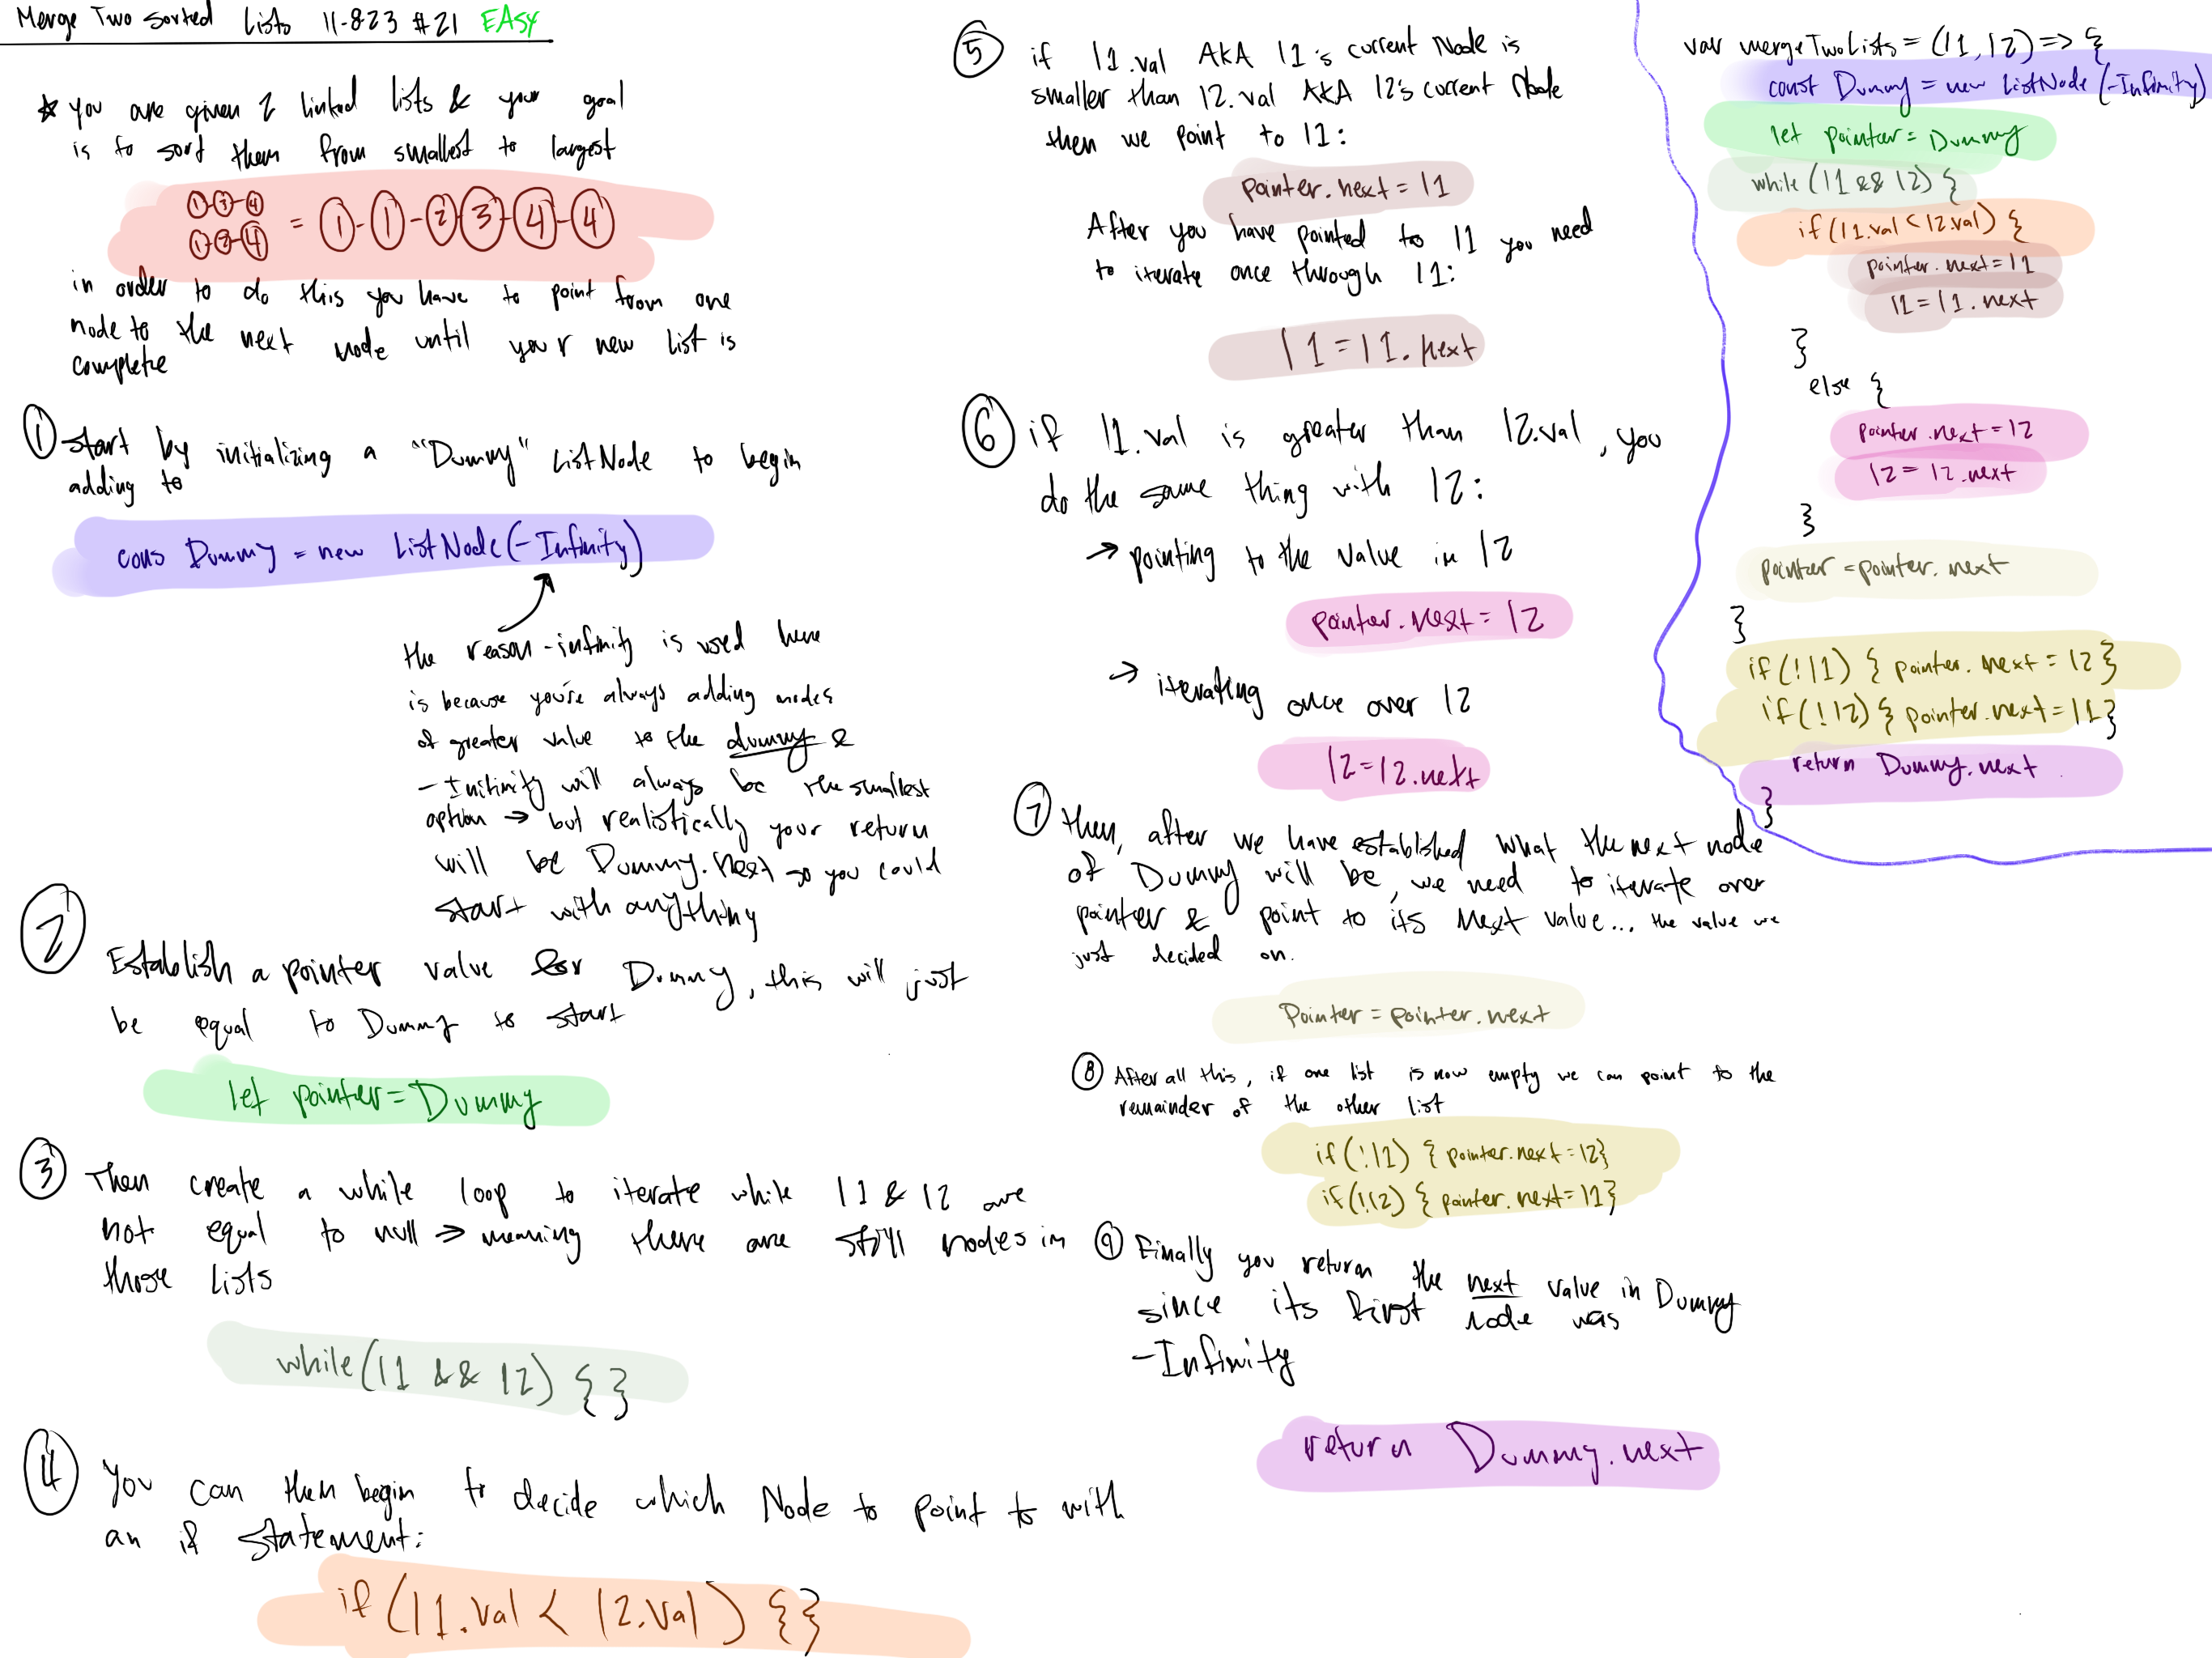 Merge Two Sorted Lists 11-8-23 #21 EASY
☆ you are given 2 linked lists & your goal
is to sort them from smallest to largest
1-3-4
1-2-4 = 1-1-2-3-4-4
in order to do this you have to point from one
node to the next node until your new list is
complete
① start by initializing a "Dummy" ListNode to begin
adding to
cons Dummy = new ListNode(-Infinity)
the reason -infinity is used here
is because you're always adding nodes
of greater value to the dummy &
-Initinity will always be the smallest
option → but realistically your return
will be Dummy.next so you could
start with anything
② Establish a pointer value for Dummy, this will just
be equal to Dummy to start
let pointer = Dummy
③ Then create a while loop to iterate while l1 & l2 are
not equal to null → meaning there are still nodes in
those lists
while(l1 && l2) { }
④ You can then begin to decide which Node to point to with
an if statement:
if (l1.val < l2.val) { }
⑤ if l1.val AKA l1's current Node is
smaller than l2.val AKA l2's current Node
then we point to l1:
pointer.next = l1
After you have pointed to l1 you need
to iterate once through l1:
l1 = l1.next
⑥ if l1.val is greater than l2.val, you
do the same thing with l2:
→ pointing to the value in l2
pointer.next = l2
→ iterating once over l2
l2 = l2.next
⑦ then, after we have established what the next node
of Dummy will be, we need to iterate over
pointer & point to its next value... the value we
just decided on.
Pointer = pointer.next
⑧ After all this, if one list is now empty we can point to the
remainder of the other list
if(!l1) { pointer.next = l2}
if(!l2) { pointer.next = l1}
⑨ Finally you return the next value in Dummy
since its first node was
-Infinity
return Dummy.next
var mergeTwoLists = (l1, l2) => {
const Dummy = new ListNode(-Infinity)
let pointer = Dummy
while (l1 && l2) {
if(l1.val < l2.val) {
pointer.next = l1
l1 = l1.next
}
else {
pointer.next = l2
l2 = l2.next
}
pointer = pointer.next
}
if(!l1) { pointer.next = l2}
if(!l2) { pointer.next = l1}
return Dummy.next
}